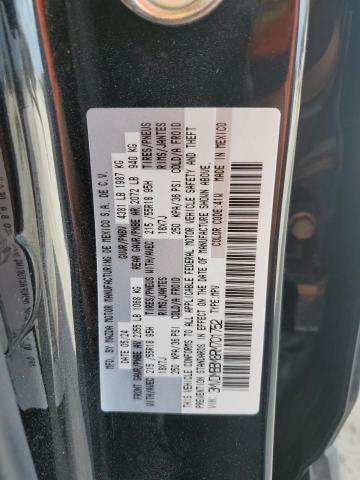 MFG. BY MAZDA MOTOR MANUFACTURING DE MEXICO S.A. DE C.V.
DATE 05/24 GVWR/PNBV 4381 LB 1987 KG
FRONT GAWR/PNBE AV 2355 LB 1068 KG REAR GAWR/PNBE AR 2072 LB 940 KG
WITH/AVEC TIRES/PNEUS WITH/AVEC TIRES/PNEUS
215/55R18 95H RIMS/JANTES 215/55R18 95H RIMS/JANTES
18X7J COLD/A FROID 18X7J COLD/A FROID
250 KPA/36 PSI 250 KPA/36 PSI
THIS VEHICLE CONFORMS TO ALL APPLICABLE FEDERAL MOTOR VEHICLE SAFETY AND THEFT
PREVENTION STANDARDS IN EFFECT ON THE DATE OF MANUFACTURE SHOWN ABOVE.
3MVDMBBM RM701752 TYPE:MPV
COLOR:41W MADE IN MEXICO